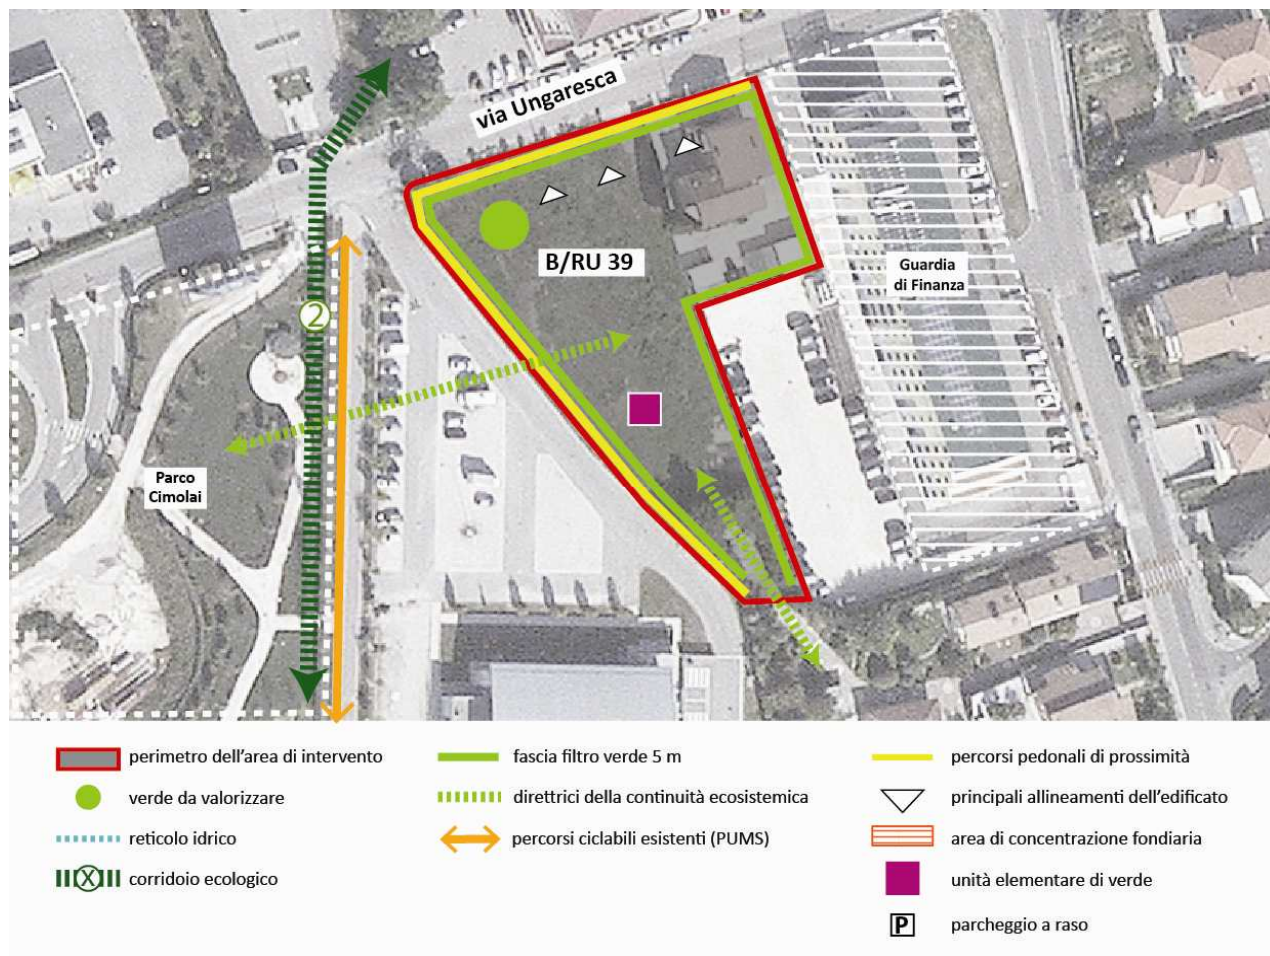 via Ungaresca
B/RU 39
Guardia
di Finanza
2
Parco
Cimolai
perimetro dell'area di intervento
verde da valorizzare
reticolo idrico
X corridoio ecologico
fascia filtro verde 5 m
direttrici della continuità ecosistemica
percorsi ciclabili esistenti (PUMS)
percorsi pedonali di prossimità
principali allineamenti dell'edificato
area di concentrazione fondiaria
unità elementare di verde
P parcheggio a raso